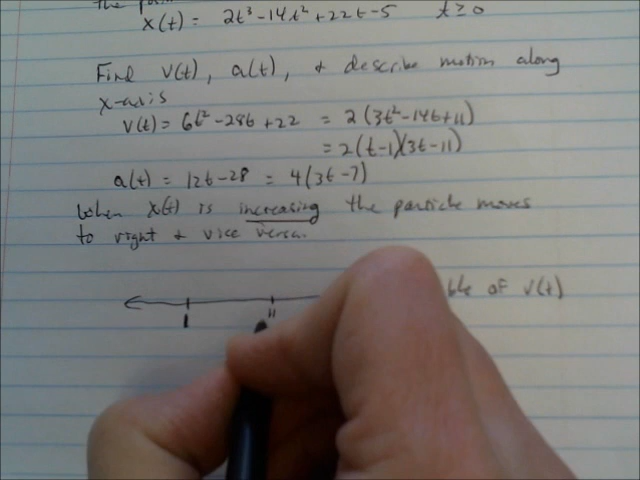 the
x(t) = 2t³-14t²+22t-5 t≥0
Find v(t), a(t), + describe motion along
x-axis
v(t) = 6t²-28t+22 = 2(3t²-14t+11)
= 2(t-1)(3t-11)
a(t) = 12t-28 = 4(3t-7)
When x(t) is increasing the particle moves
to right + vice versa.
of v(t)
1 11